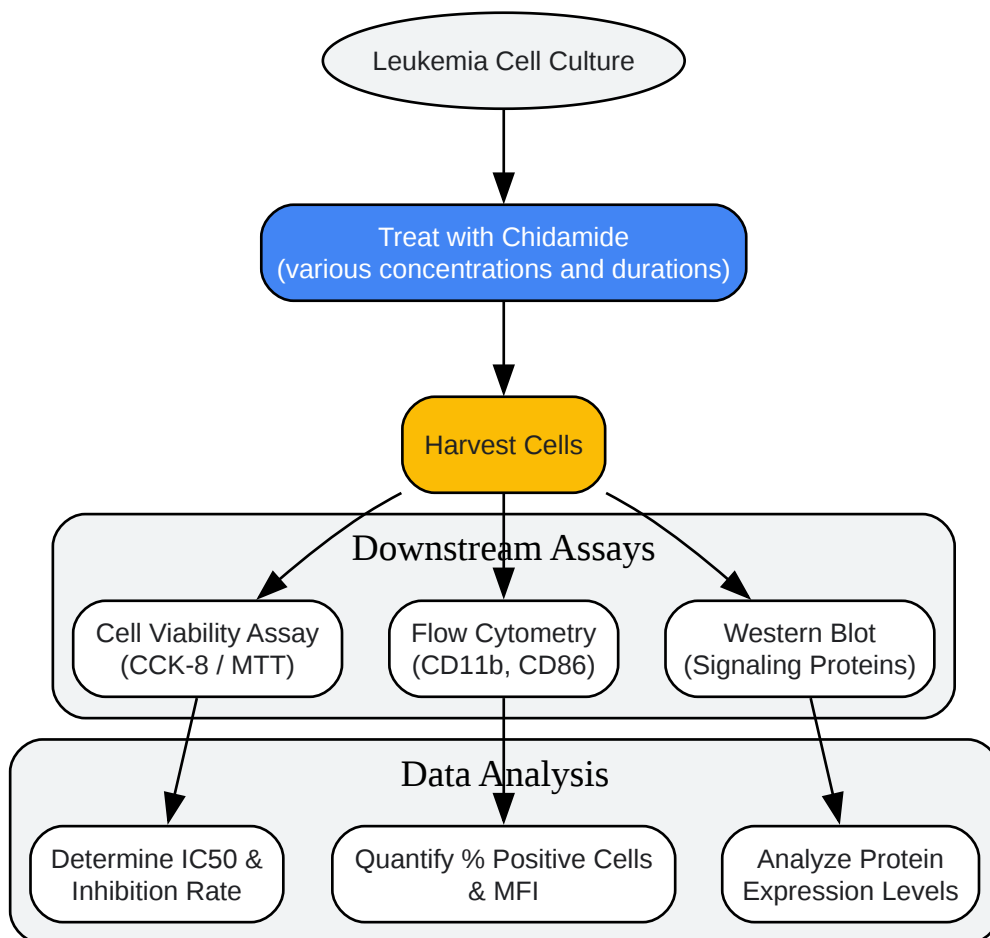 Leukemia Cell Culture
Treat with Chidamide
(various concentrations and durations)
Harvest Cells
Downstream Assays
Cell Viability Assay
(CCK-8 / MTT)
Flow Cytometry
(CD11b, CD86)
Western Blot
(Signaling Proteins)
Data Analysis
Determine IC50 &
Inhibition Rate
Quantify % Positive Cells
& MFI
Analyze Protein
Expression Levels